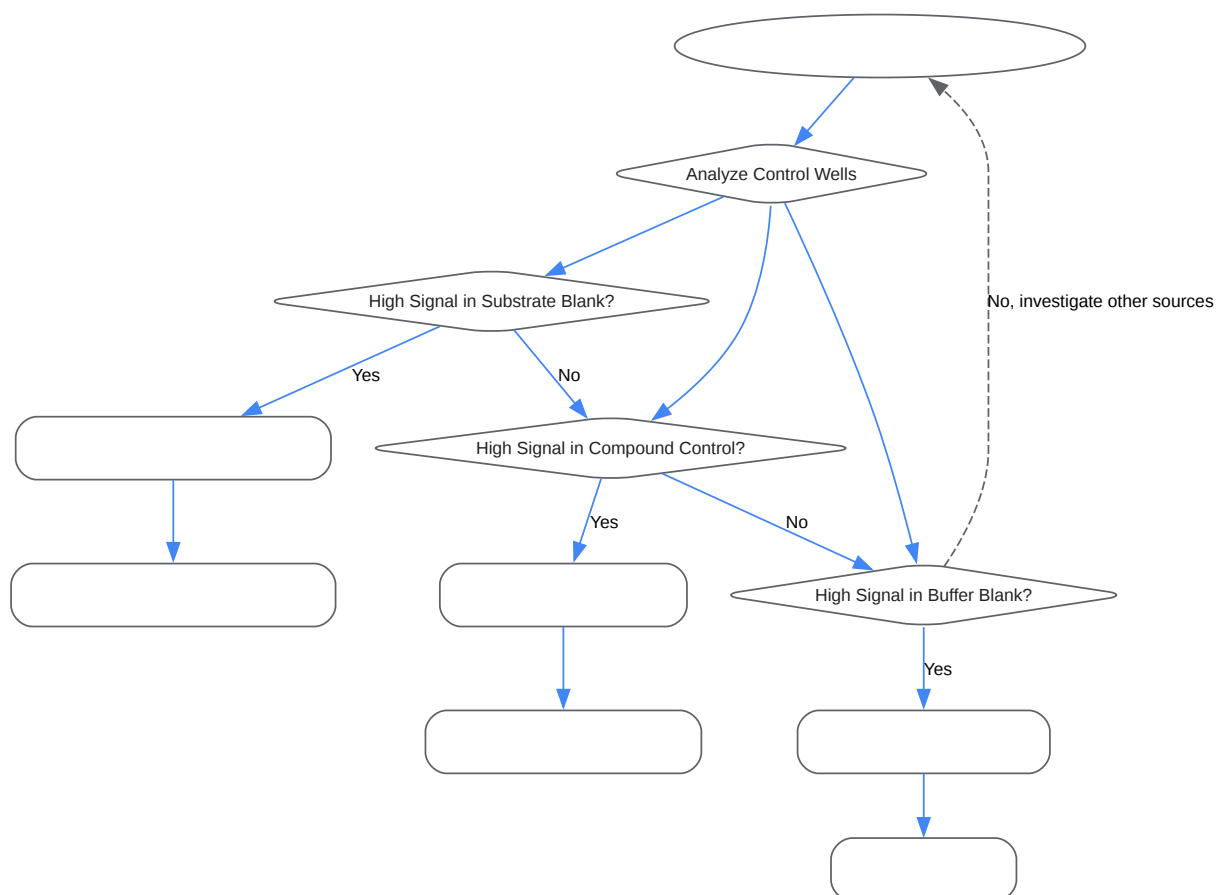 Analyze Control Wells
High Signal in Substrate Blank?
No, investigate other sources
Yes
No
High Signal in Compound Control?
Yes
No
High Signal in Buffer Blank?
Yes